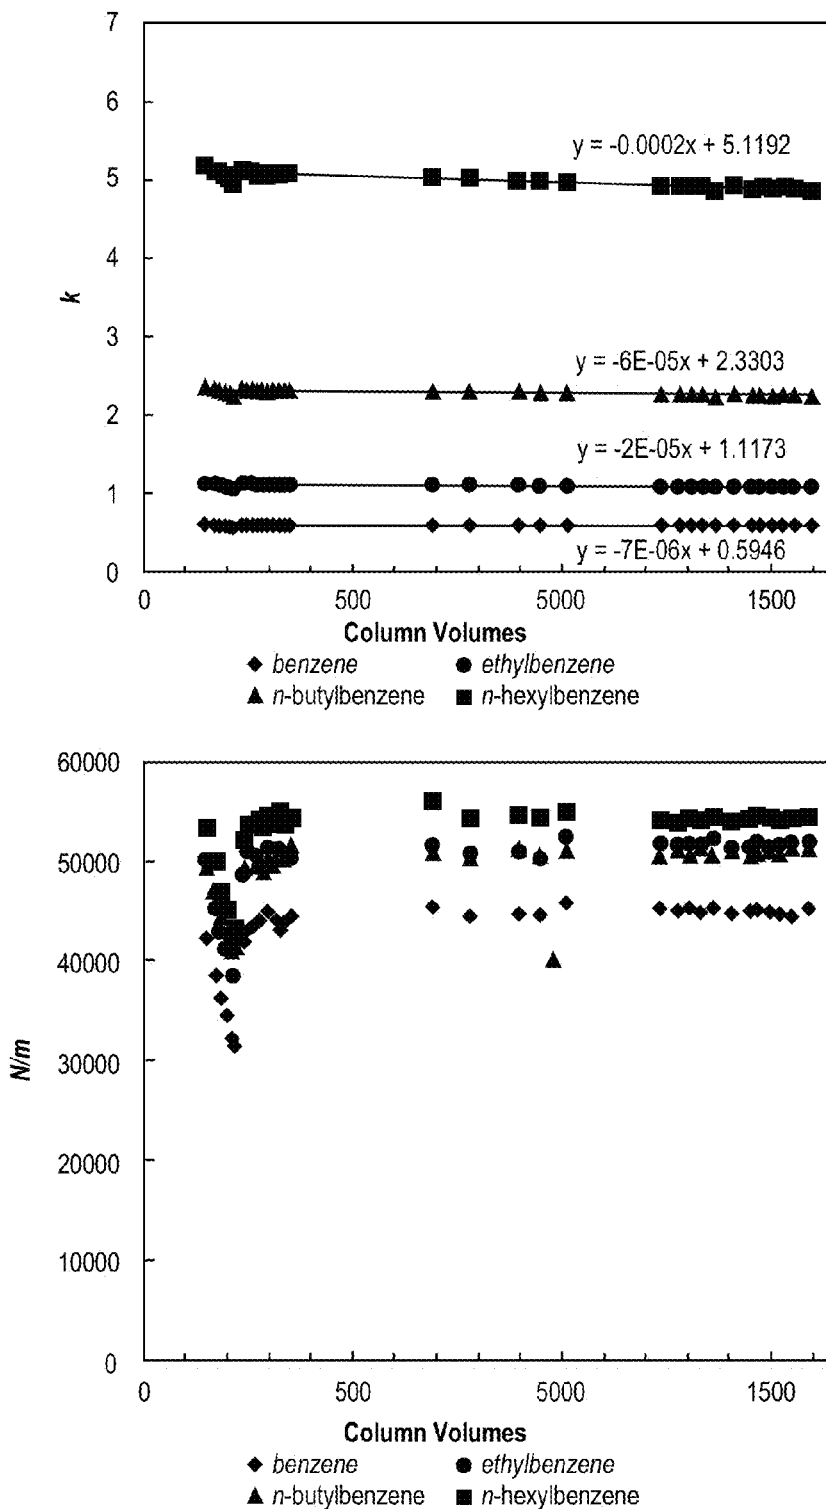 7
6
y = -0.0002x + 5.1192
5
4
k
3
y = -6E-05x + 2.3303
2
y = -2E-05x + 1.1173
1
y = -7E-06x + 0.5946
0
0 500 5000 1500
Column Volumes
benzene ethylbenzene
n-butylbenzene n-hexylbenzene
60000
50000
40000
N/m
30000
20000
10000
0
0 500 5000 1500
Column Volumes
benzene ethylbenzene
n-butylbenzene n-hexylbenzene